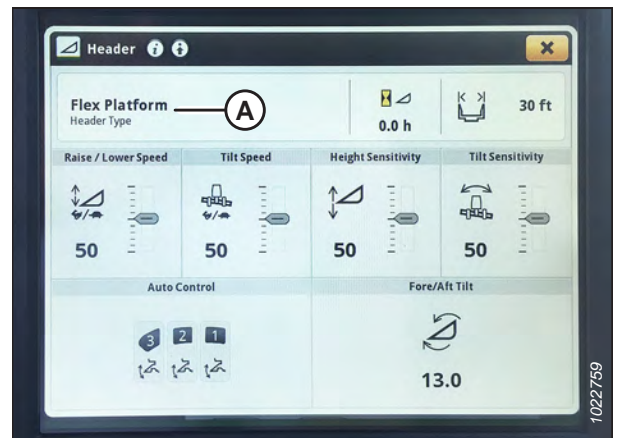 Header
Flex Platform
Header Type
A
0.0 h
30 ft
Raise / Lower Speed
Tilt Speed
Height Sensitivity
Tilt Sensitivity
50
50
50
50
Auto Control
Fore/Aft Tilt
3 2 1
13.0
1022759